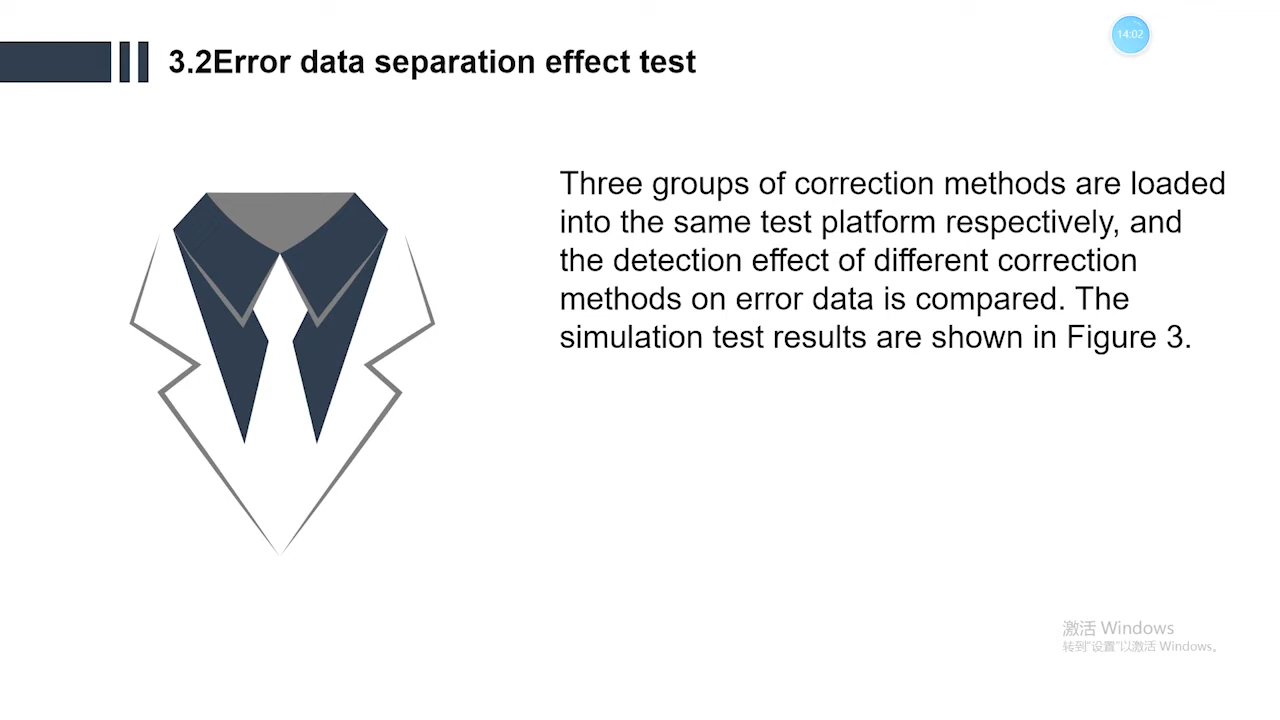 3.2Error data separation effect test
14:02
Three groups of correction methods are loaded
into the same test platform respectively, and
the detection effect of different correction
methods on error data is compared. The
simulation test results are shown in Figure 3.
激活 Windows
转到“设置”以激活 Windows。